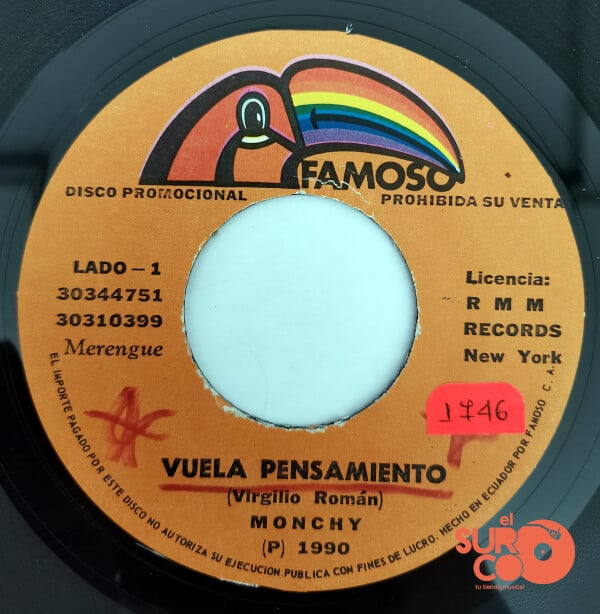 FAMOSO
DISCO PROMOCIONAL
PROHIBIDA SU VENTA
LADO - 1
30344751
30310399
Merengue
Licencia:
R M M
RECORDS
New York
1746
VUELA PENSAMIENTO
(Virgilio Román)
MONCHY
(P) 1990
EL IMPORTE PAGADO POR ESTE DISCO NO AUTORIZA SU EJECUCION PUBLICA CON FINES DE LUCRO. HECHO EN ECUADOR POR FAMOSO C. A.
el
SURCO
tu tienda musical